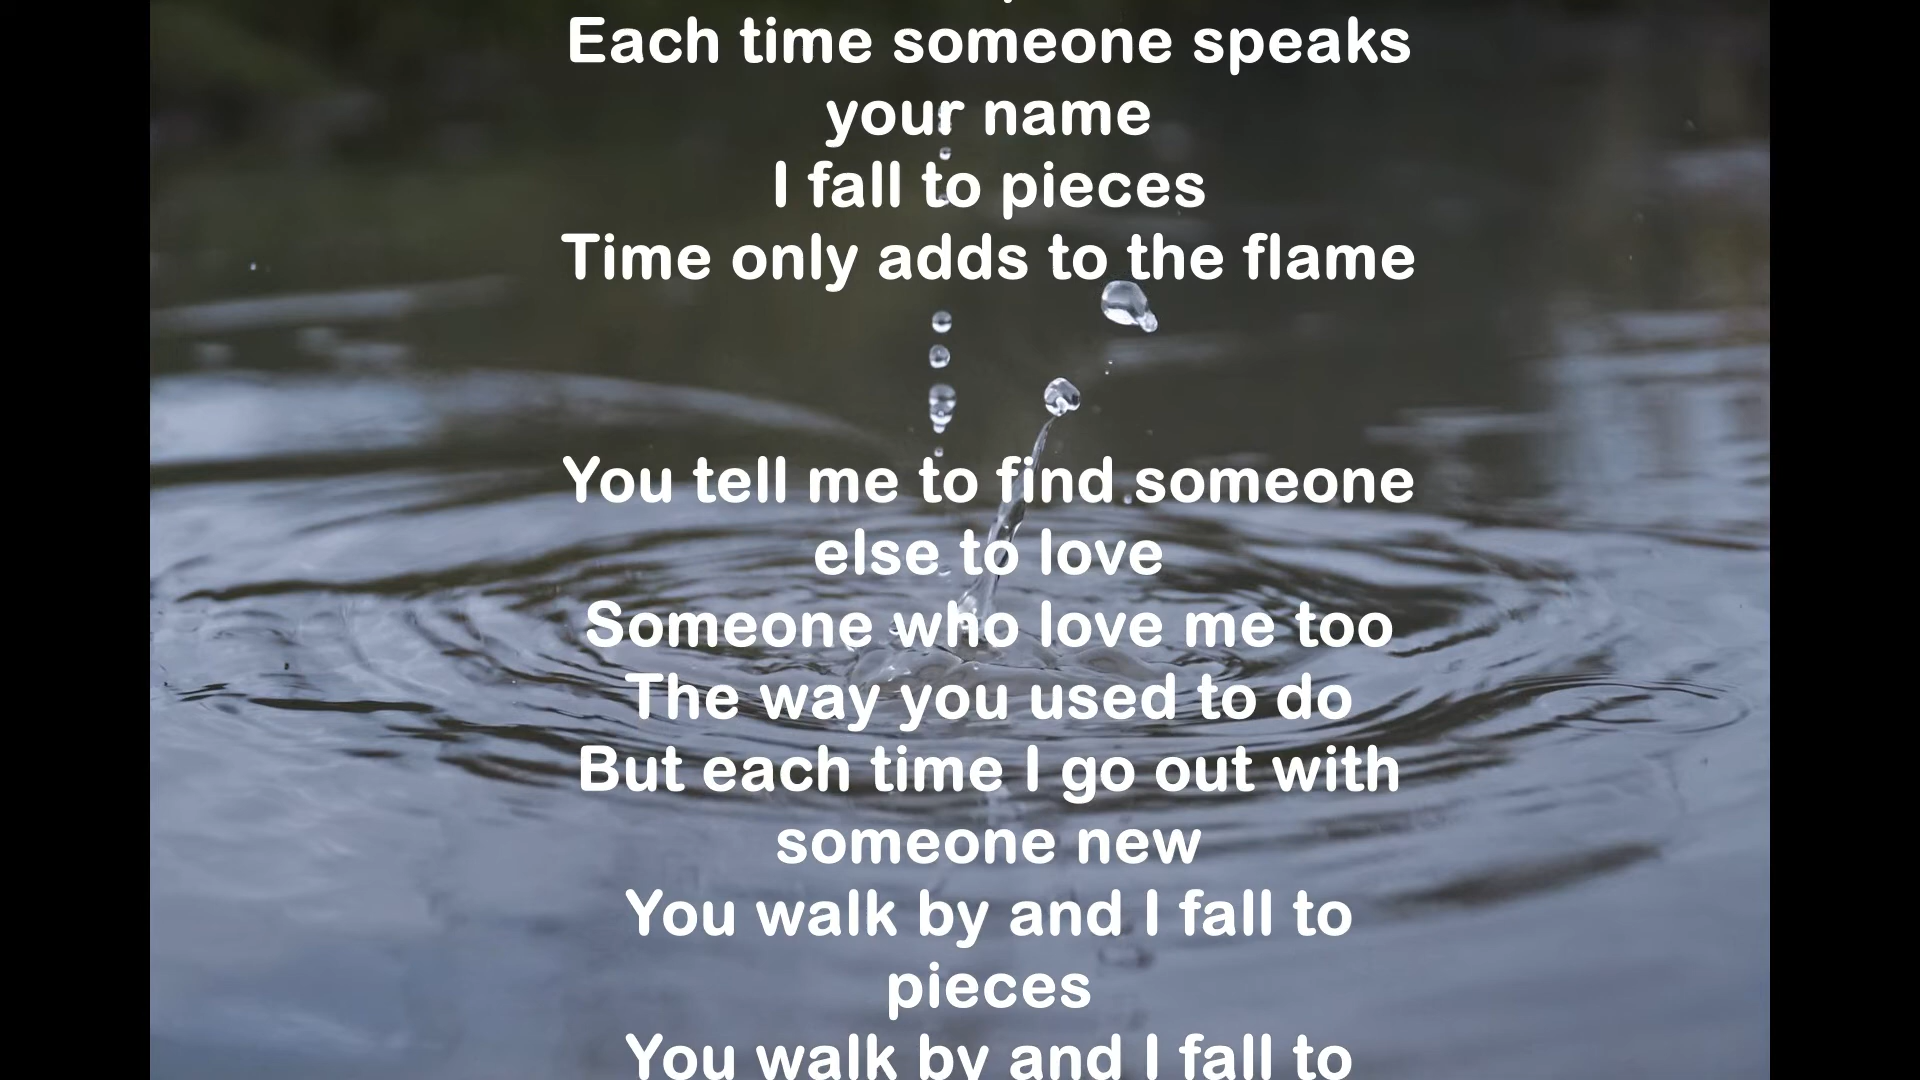 Each time someone speaks
your name
I fall to pieces
Time only adds to the flame
You tell me to find someone
else to love
Someone who love me too
The way you used to do
But each time I go out with
someone new
You walk by and I fall to
pieces
You walk by and I fall to